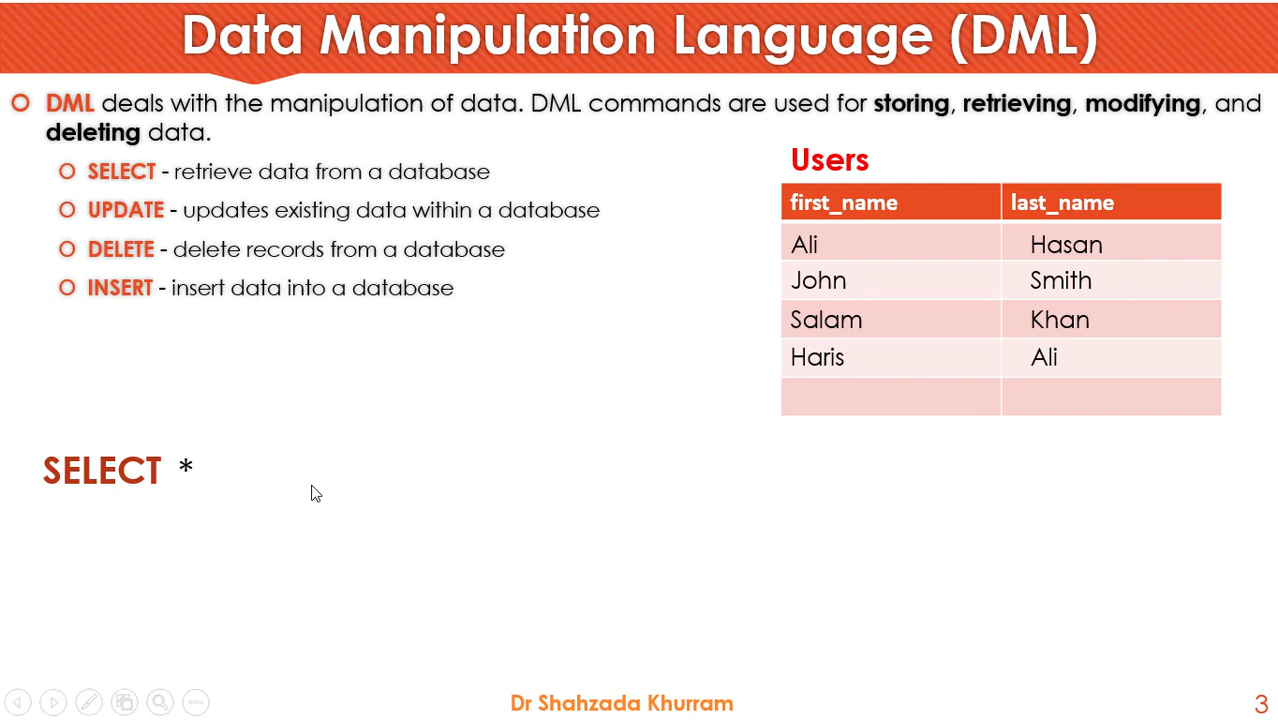 Data Manipulation Language (DML)
DML deals with the manipulation of data. DML commands are used for storing, retrieving, modifying, and
deleting data.
SELECT - retrieve data from a database
UPDATE - updates existing data within a database
DELETE - delete records from a database
INSERT - insert data into a database
Users
first_name last_name
Ali Hasan
John Smith
Salam Khan
Haris Ali
SELECT *
Dr Shahzada Khurram
3